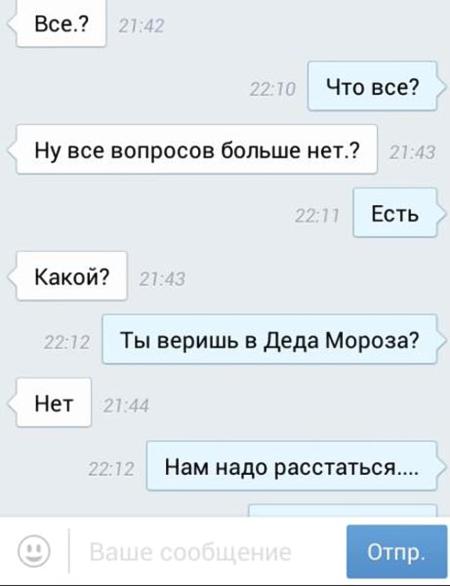 Все.?
21:42
22:10
Что все?
Ну все вопросов больше нет.?
21:43
22:11
Есть
Какой?
21:43
22:12
Ты веришь в Деда Мороза?
Нет
21:44
22:12
Нам надо расстаться....
Ваше сообщение
Отпр.